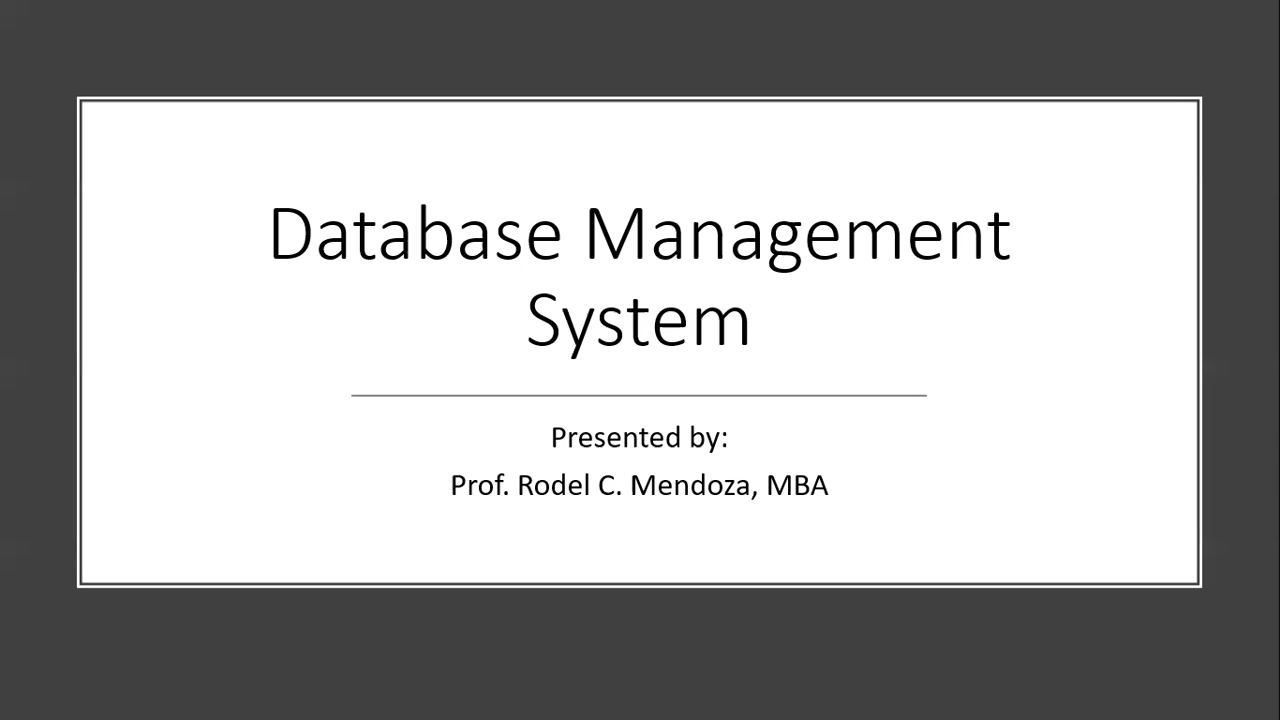 Database Management
System
Presented by:
Prof. Rodel C. Mendoza, MBA